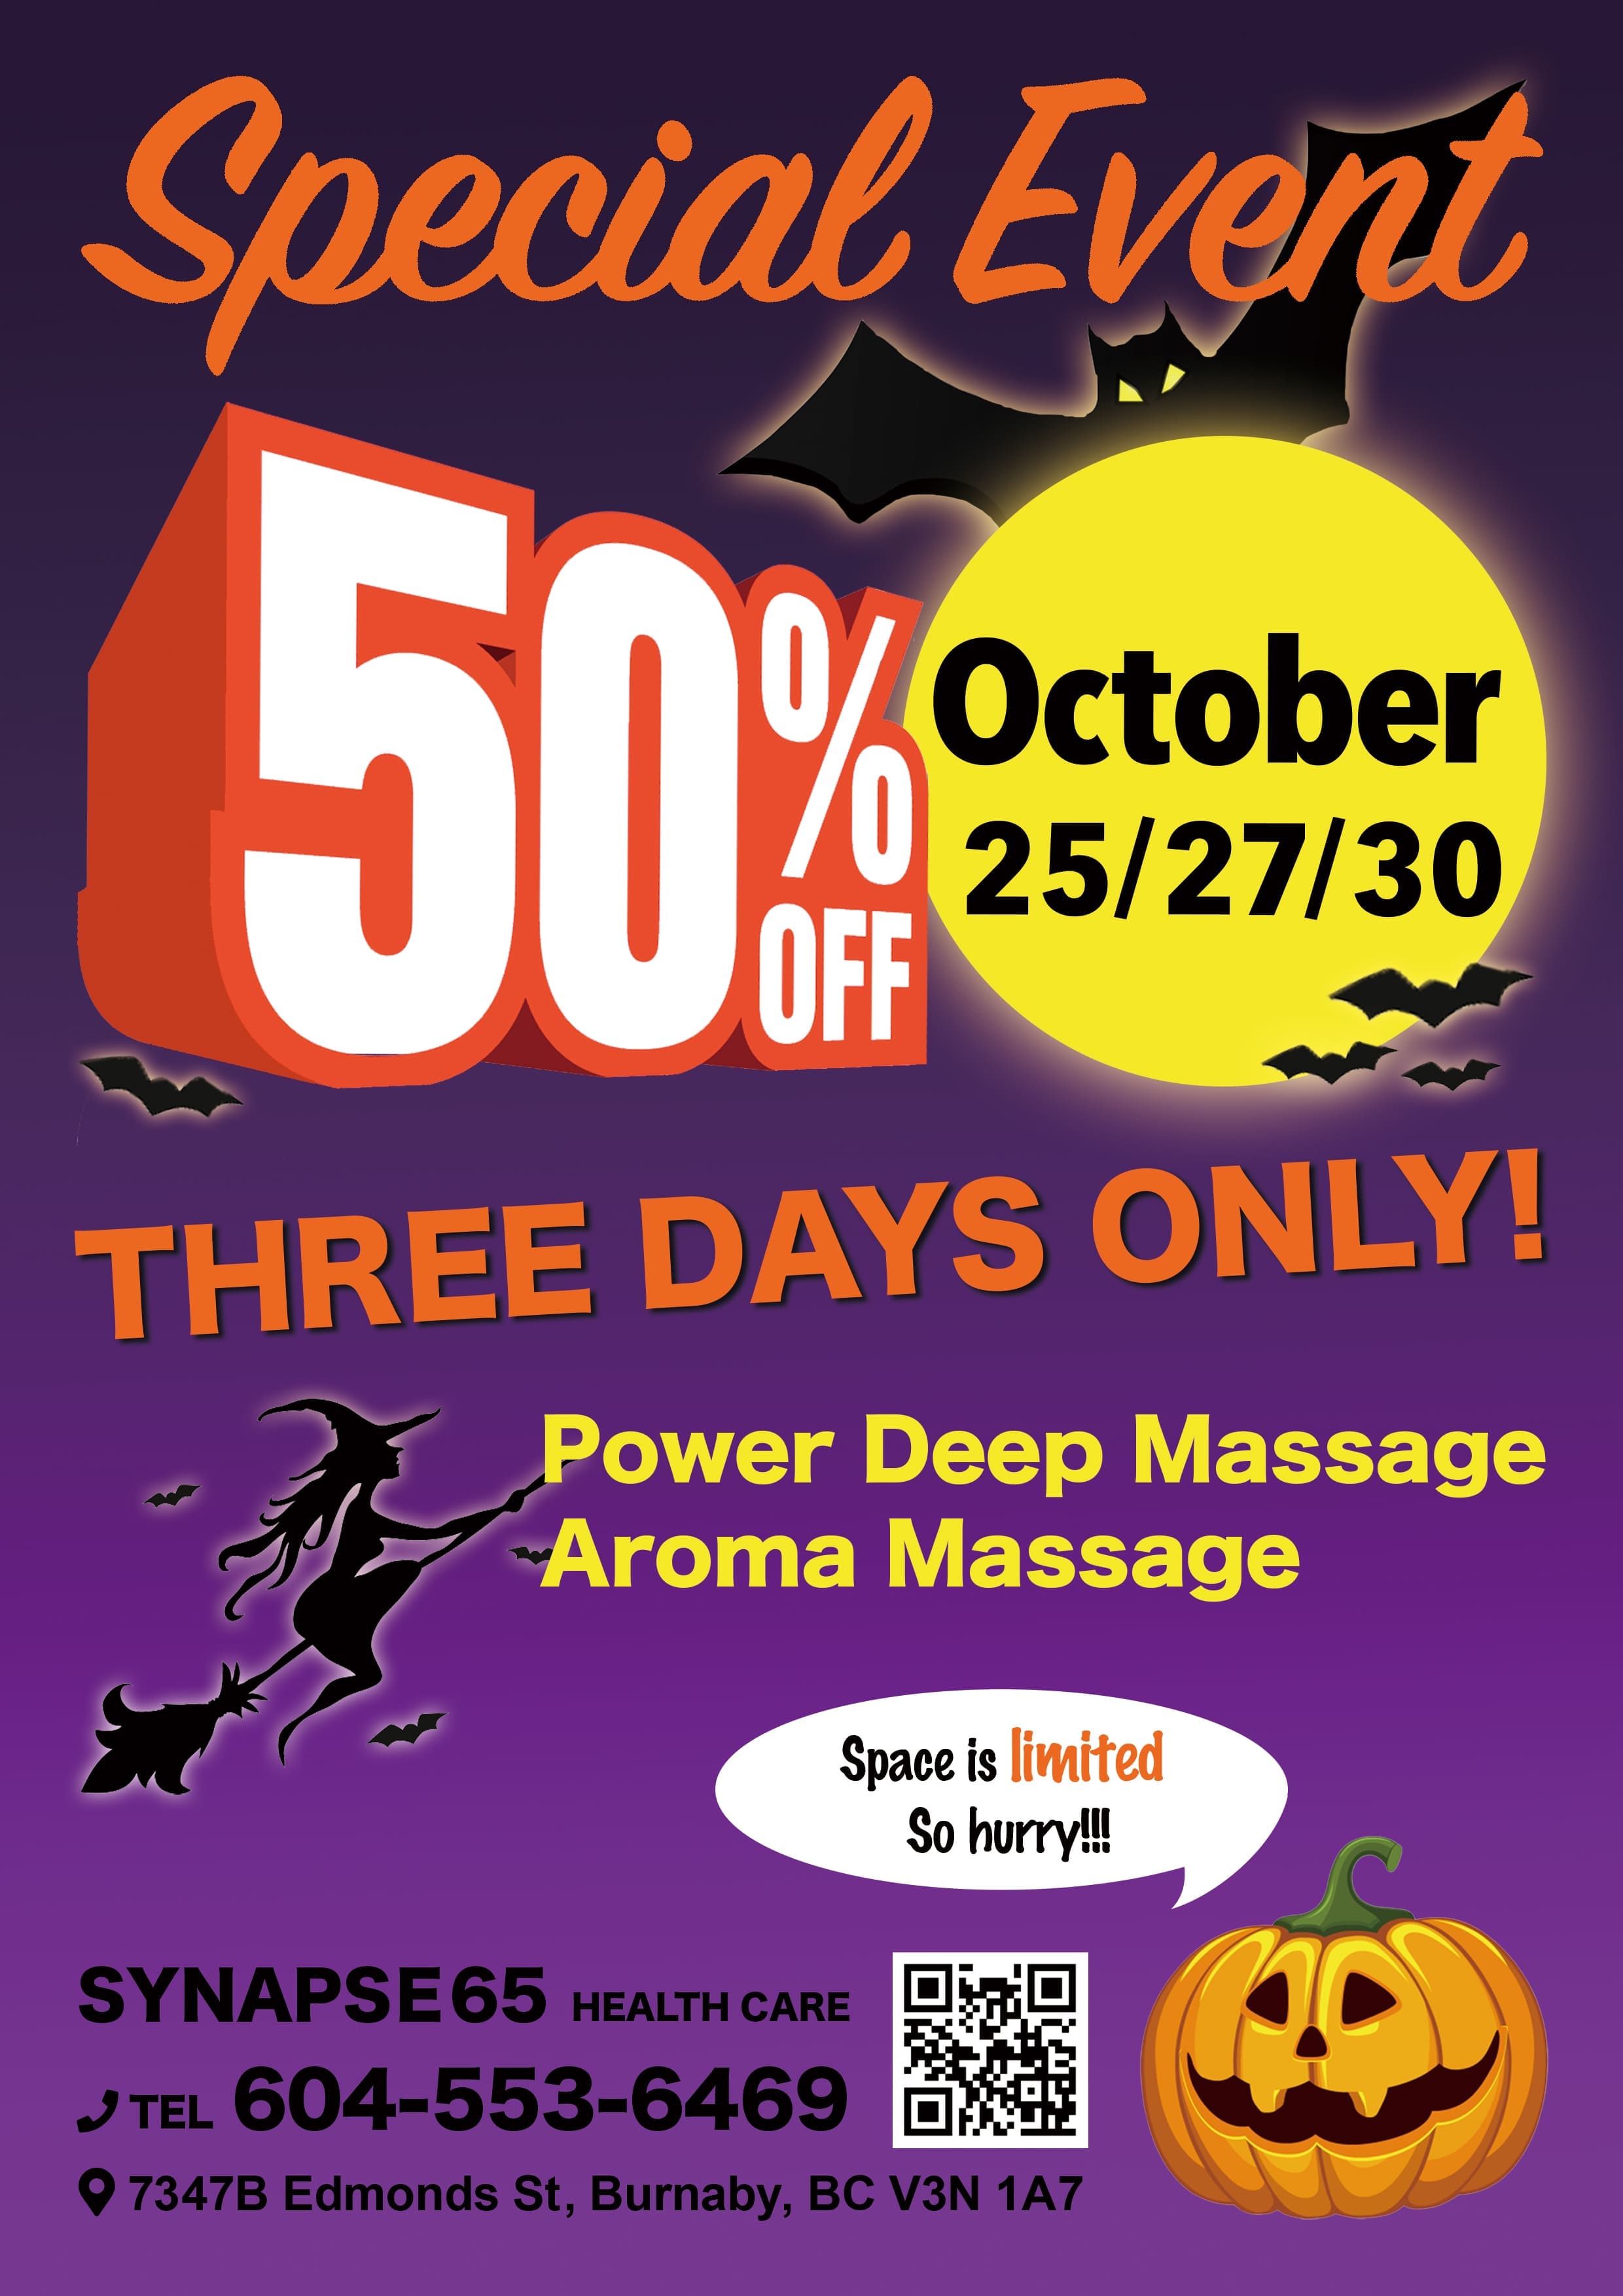 Special Event
50% OFF
October
25/27/30
THREE DAYS ONLY!
Power Deep Massage
Aroma Massage
Space is limited
So hurry!!!
SYNAPSE65 HEALTH CARE
TEL 604-553-6469
7347B Edmonds St, Burnaby, BC V3N 1A7